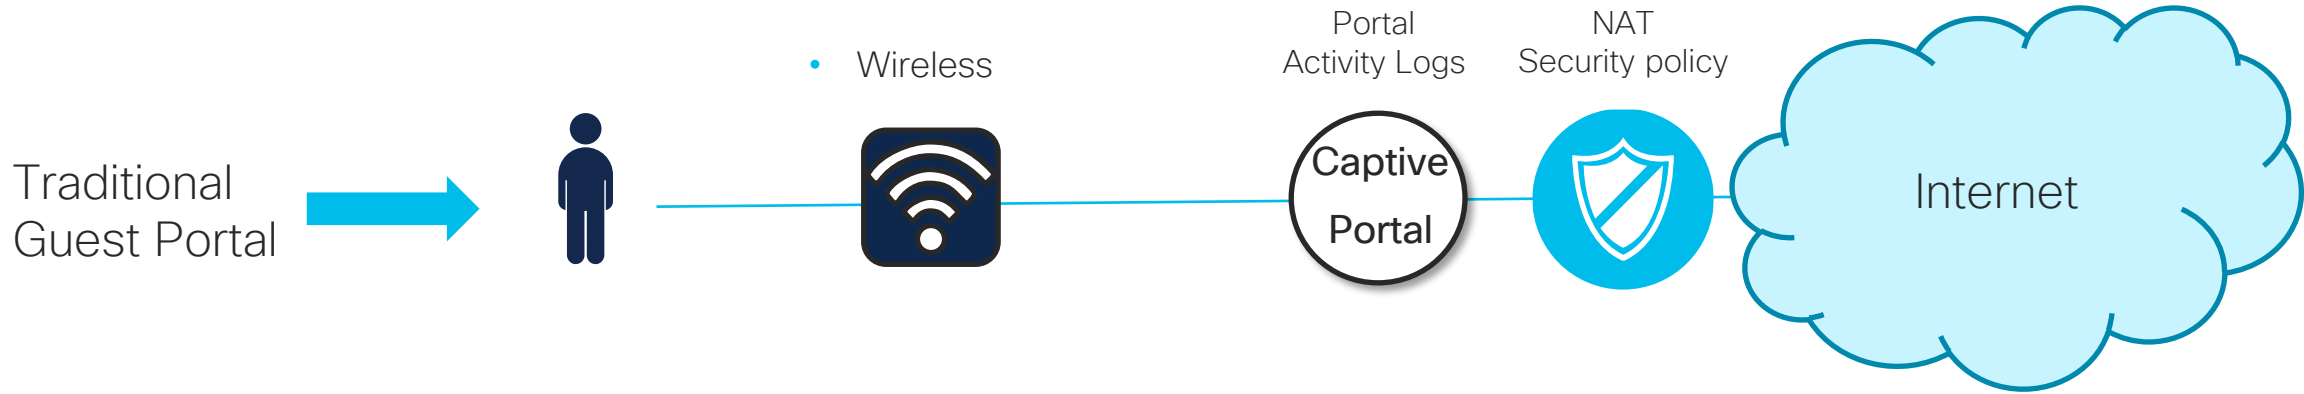 Traditional
Guest Portal
• Wireless
Portal
Activity Logs
Captive
Portal
NAT
Security policy
Internet